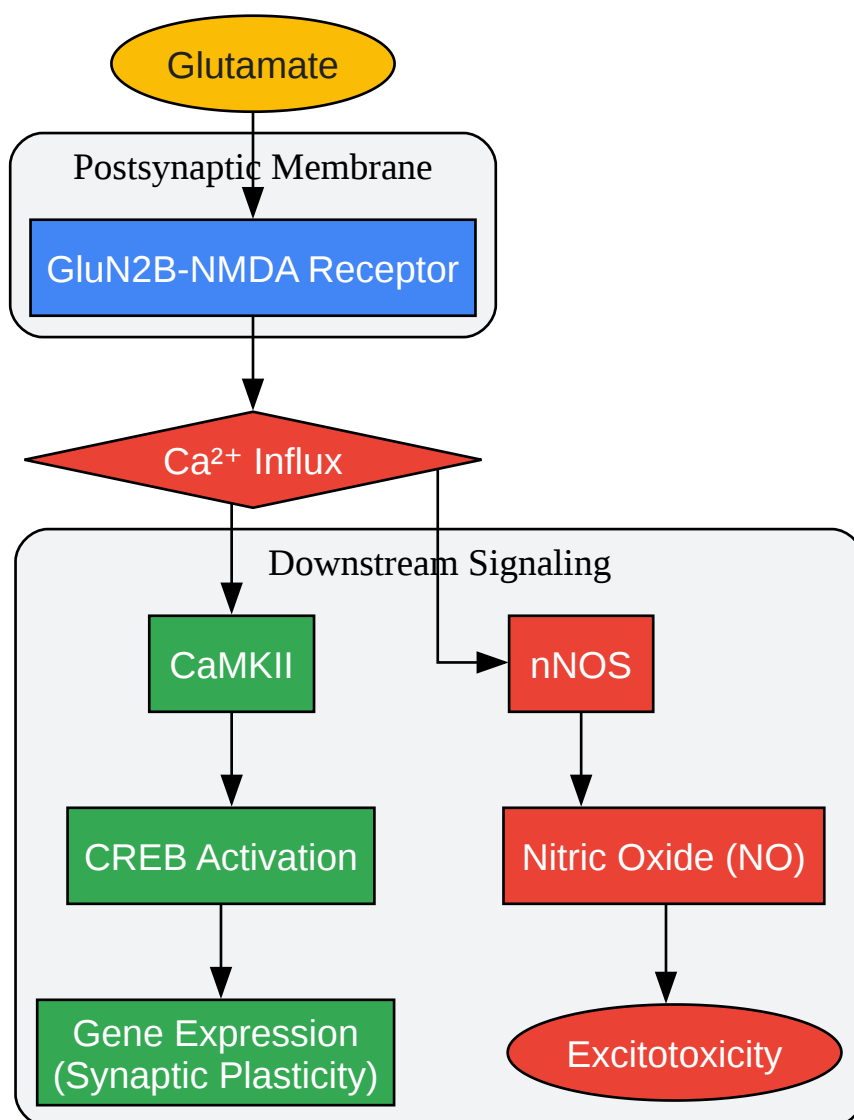 Glutamate
Postsynaptic Membrane
GluN2B-NMDA Receptor
Ca²⁺ Influx
Downstream Signaling
CaMKII
nNOS
CREB Activation
Nitric Oxide (NO)
Gene Expression
(Synaptic Plasticity)
Excitotoxicity